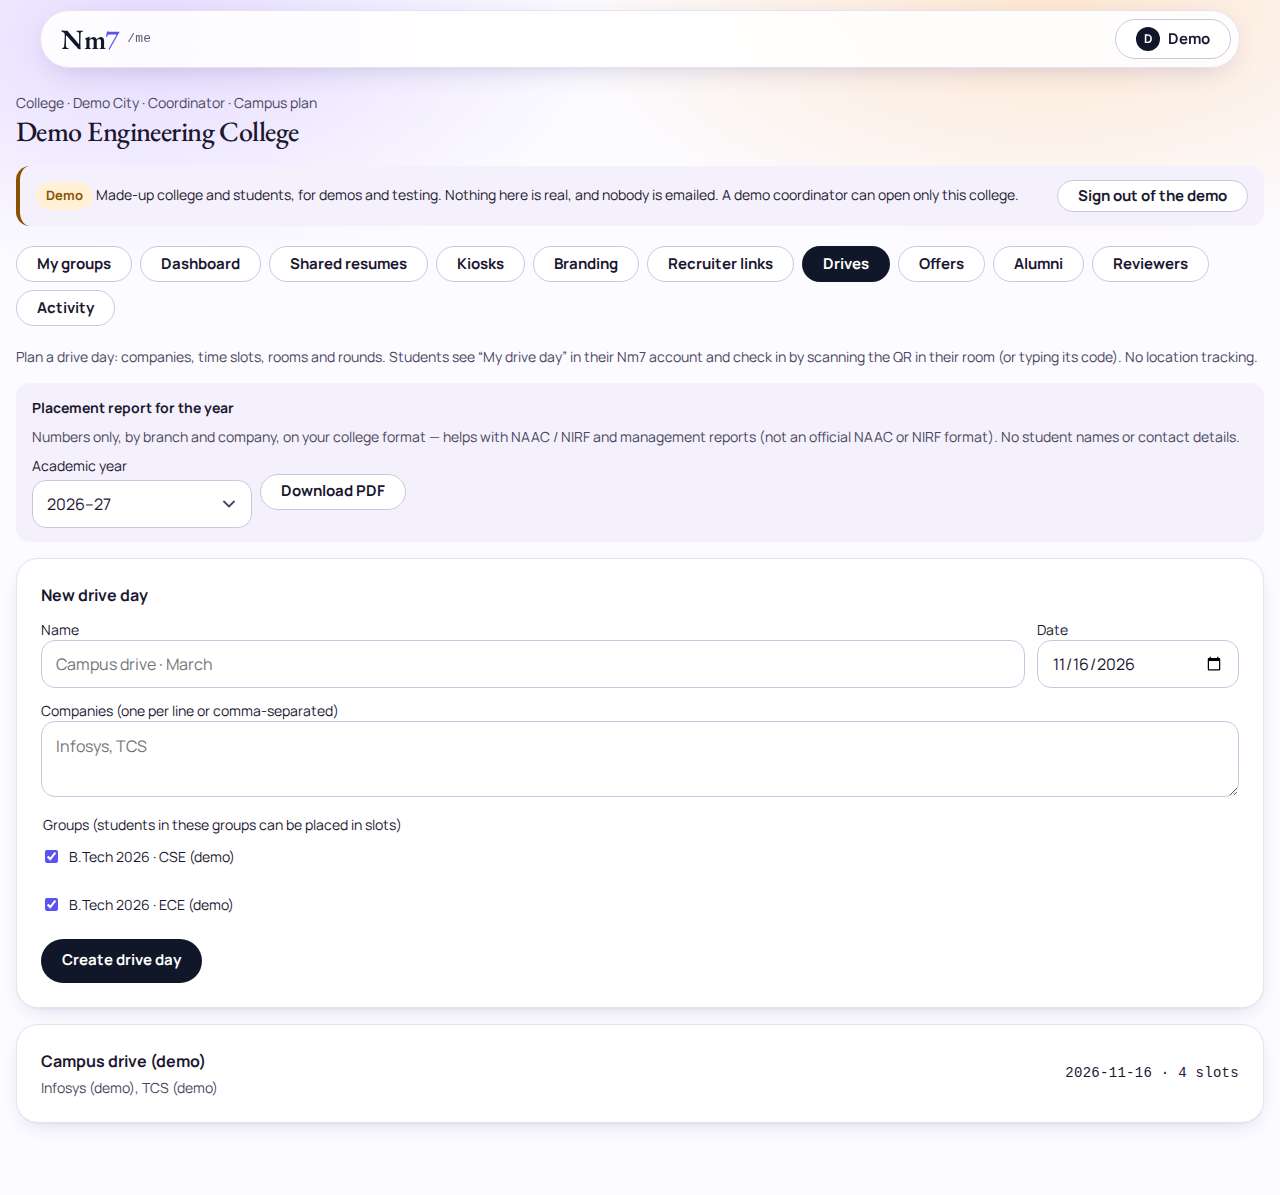 Nm7 /me
D Demo
College · Demo City · Coordinator · Campus plan
Demo Engineering College
Demo Made-up college and students, for demos and testing. Nothing here is real, and nobody is emailed. A demo coordinator can open only this college.
Sign out of the demo
My groups
Dashboard
Shared resumes
Kiosks
Branding
Recruiter links
Drives
Offers
Alumni
Reviewers
Activity
Plan a drive day: companies, time slots, rooms and rounds. Students see “My drive day” in their Nm7 account and check in by scanning the QR in their room (or typing its code). No location tracking.
Placement report for the year
Numbers only, by branch and company, on your college format — helps with NAAC / NIRF and management reports (not an official NAAC or NIRF format). No student names or contact details.
Academic year
2026–27
Download PDF
New drive day
Name
Date
Campus drive · March
11/16/2026
Companies (one per line or comma-separated)
Infosys, TCS
Groups (students in these groups can be placed in slots)
B.Tech 2026 · CSE (demo)
B.Tech 2026 · ECE (demo)
Create drive day
Campus drive (demo)
Infosys (demo), TCS (demo)
2026-11-16 · 4 slots